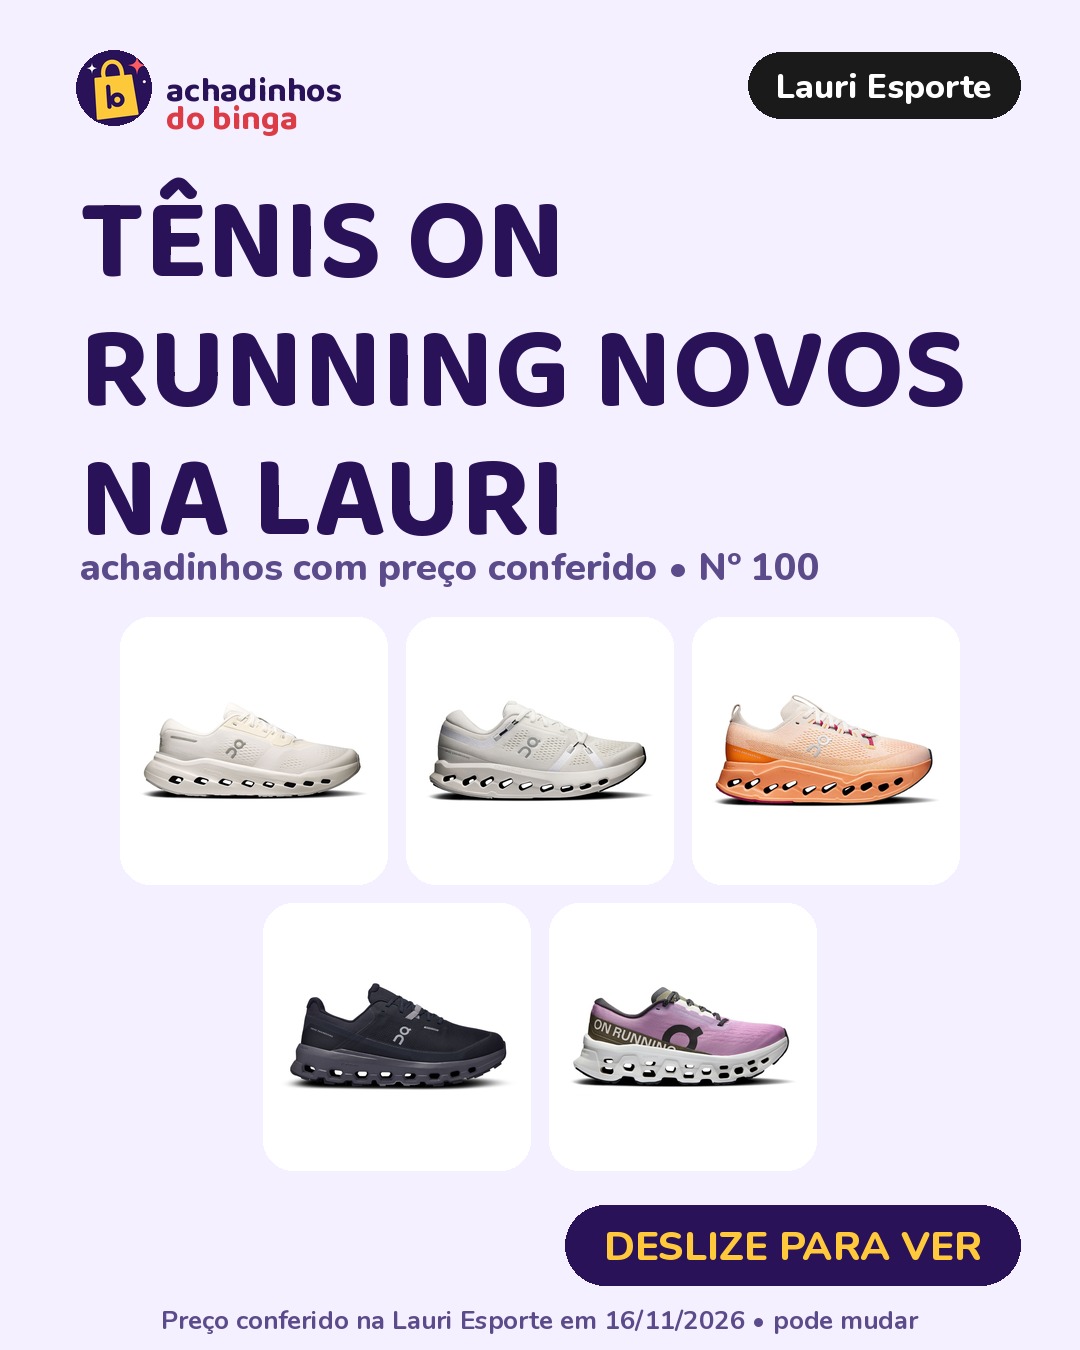 achadinhos
do binga
Lauri Esporte
TÊNIS ON
RUNNING NOVOS
NA LAURI
achadinhos com preço conferido • Nº 100
ON RUNNING
DESLIZE PARA VER
Preço conferido na Lauri Esporte em 16/11/2026 • pode mudar